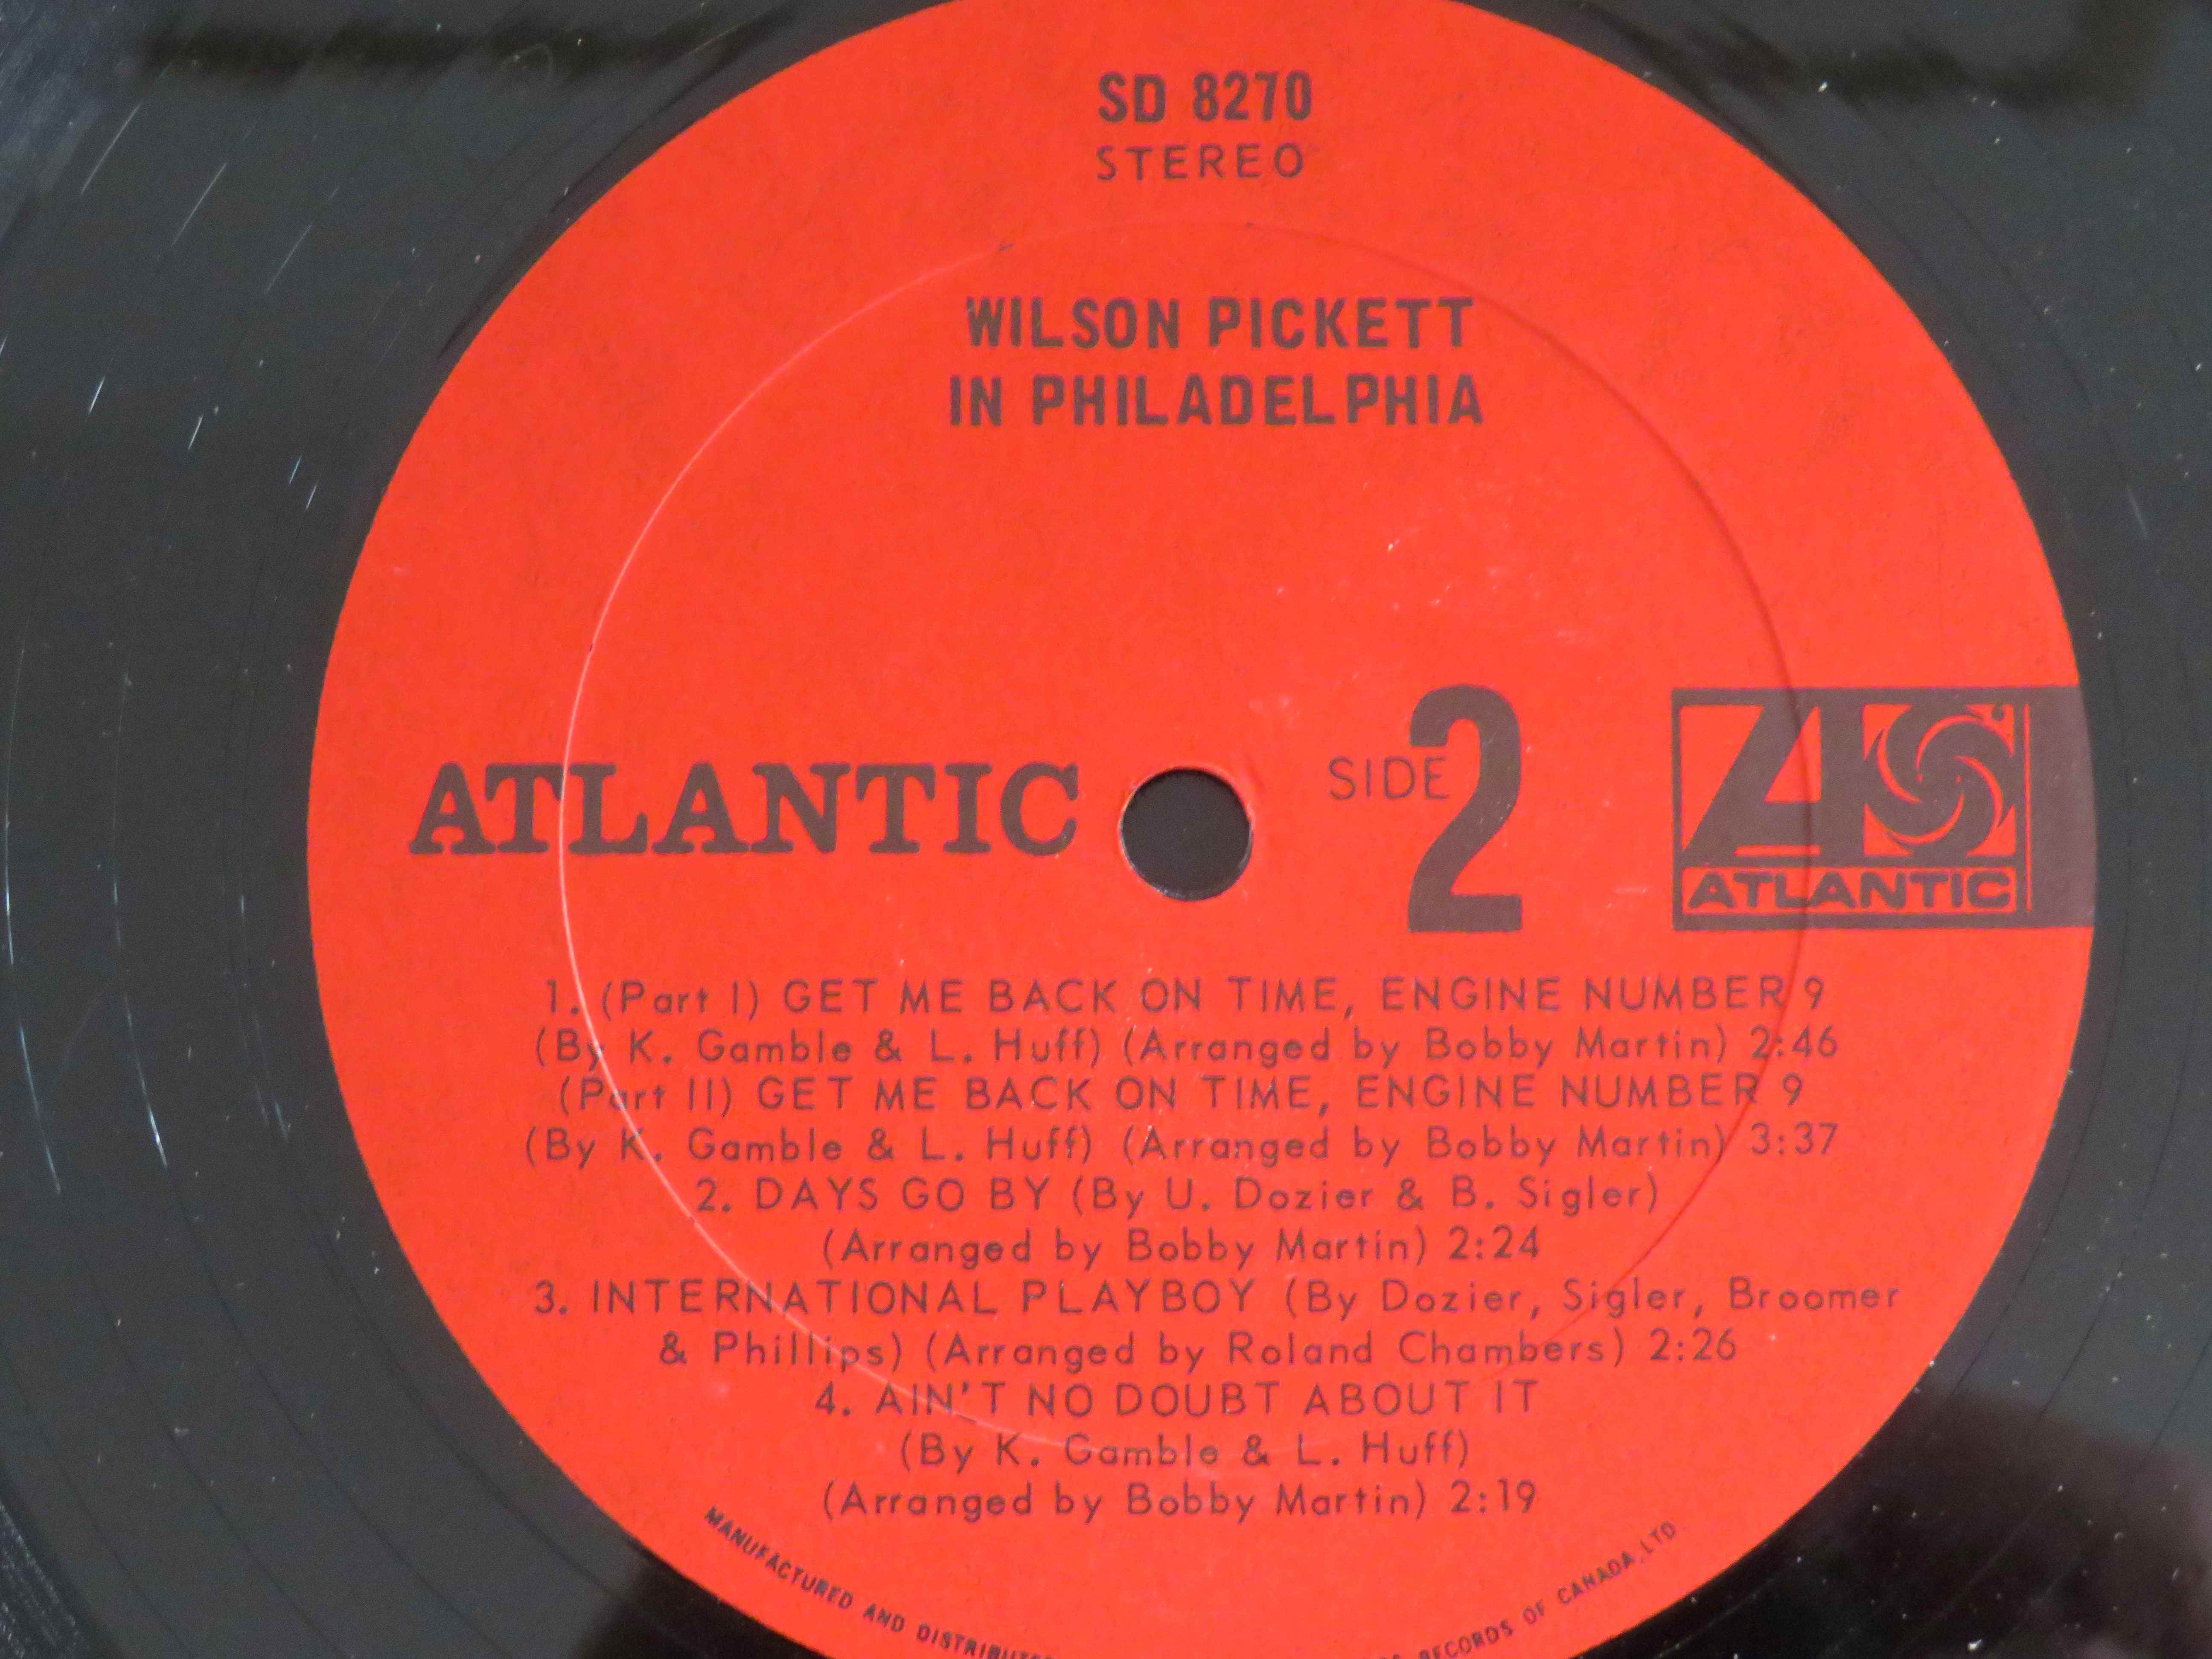 SD 8270
STEREO
WILSON PICKETT
IN PHILADELPHIA
ATLANTIC
SIDE 2
ATLANTIC
1. (Part I) GET ME BACK ON TIME, ENGINE NUMBER 9
(By K. Gamble & L. Huff) (Arranged by Bobby Martin) 2:46
(Part II) GET ME BACK ON TIME, ENGINE NUMBER 9
(By K. Gamble & L. Huff) (Arranged by Bobby Martin) 3:37
2. DAYS GO BY (By U. Dozier & B. Sigler)
(Arranged by Bobby Martin) 2:24
3. INTERNATIONAL PLAYBOY (By Dozier, Sigler, Broomer
& Phillips) (Arranged by Roland Chambers) 2:26
4. AIN'T NO DOUBT ABOUT IT
(By K. Gamble & L. Huff)
(Arranged by Bobby Martin) 2:19
MANUFACTURED AND RECORDS OF CANADA, LTD.